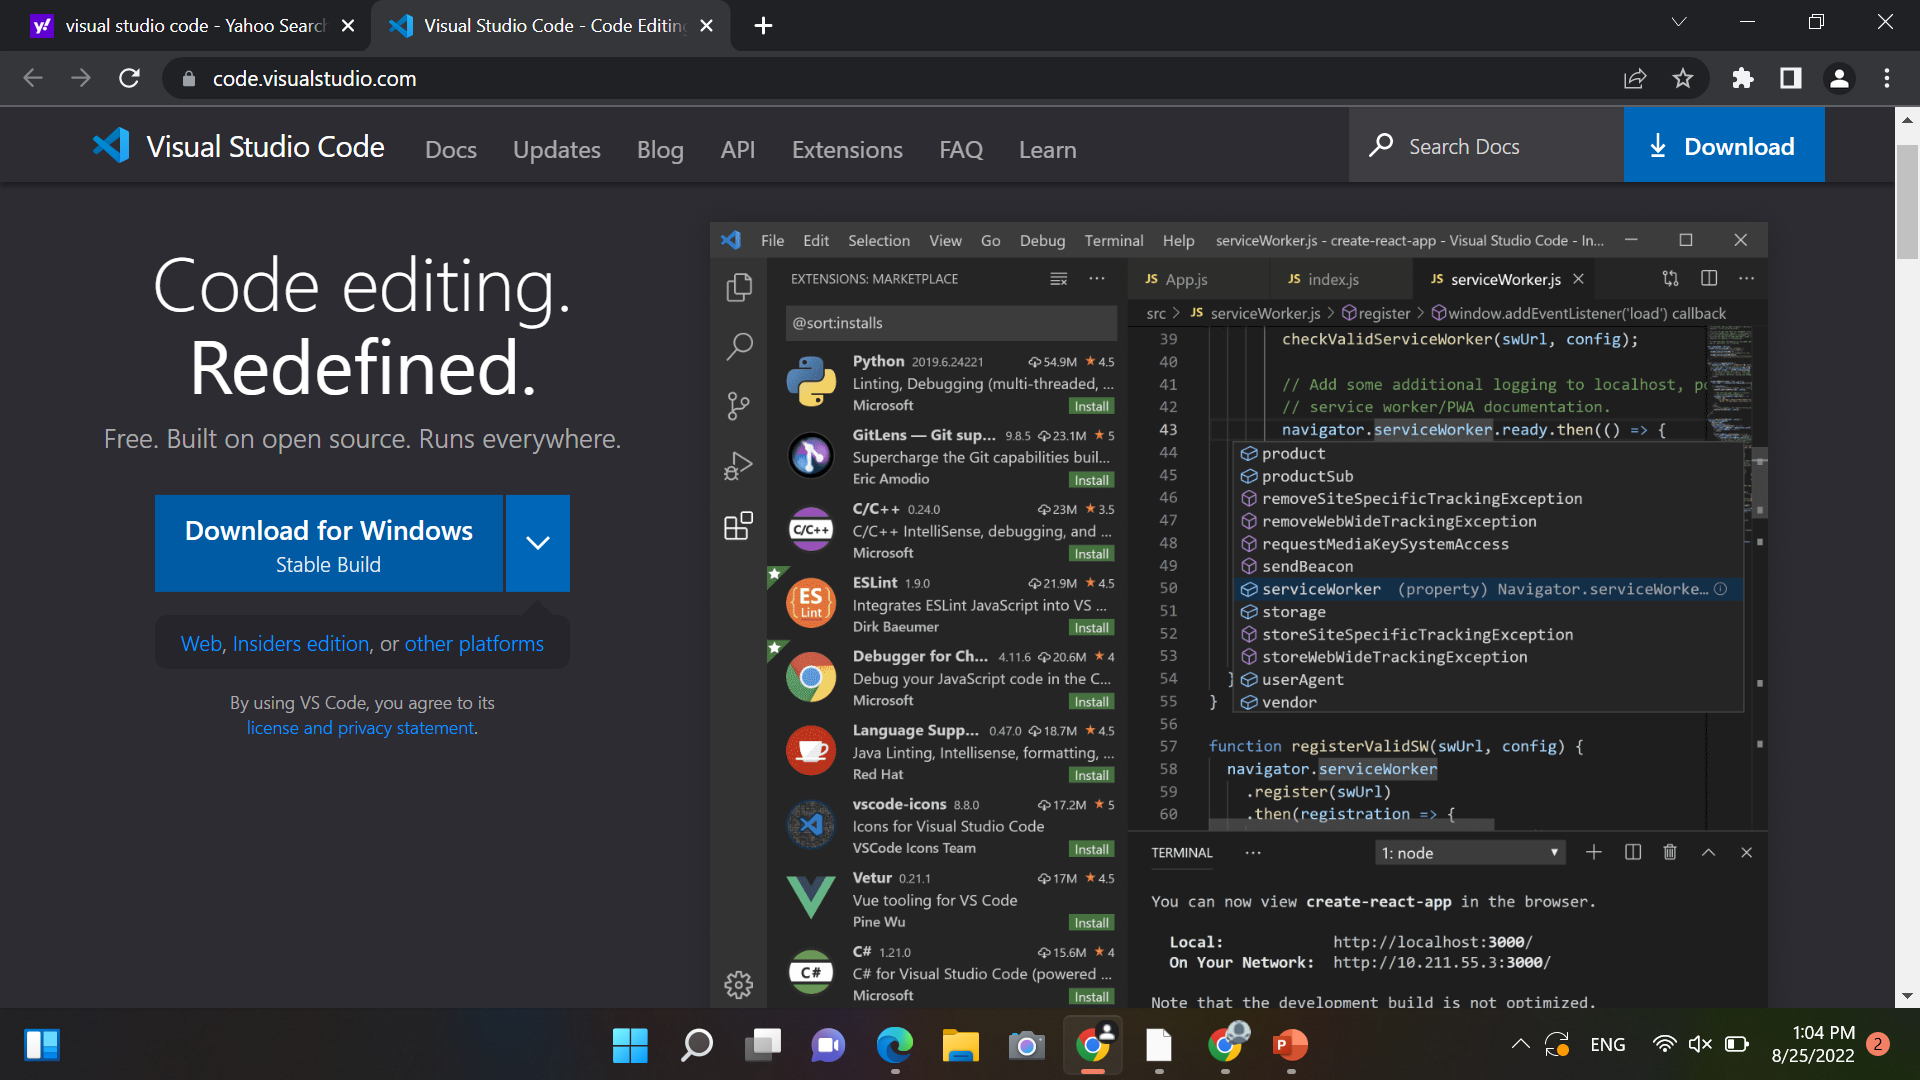 visual studio code - Yahoo Search
Visual Studio Code - Code Editing
code.visualstudio.com
Visual Studio Code
Docs
Updates
Blog
API
Extensions
FAQ
Learn
Search Docs
Download
Code editing.
Redefined.
Free. Built on open source. Runs everywhere.
Download for Windows
Stable Build
Web, Insiders edition, or other platforms
By using VS Code, you agree to its
license and privacy statement.
File Edit Selection View Go Debug Terminal Help serviceWorker.js - create-react-app - Visual Studio Code - In...
EXTENSIONS: MARKETPLACE
@sort:installs
Python 2019.6.24221 54.9M ★ 4.5
Linting, Debugging (multi-threaded, ...
Microsoft Install
GitLens — Git sup... 9.8.5 23.1M ★ 5
Supercharge the Git capabilities buil...
Eric Amodio Install
C/C++
C/C++ 0.24.0 23M ★ 3.5
C/C++ IntelliSense, debugging, and ...
Microsoft Install
ES
Lint
ESLint 1.9.0 21.9M ★ 4.5
Integrates ESLint JavaScript into VS ...
Dirk Baeumer Install
Debugger for Ch... 4.11.6 20.6M ★ 4
Debug your JavaScript code in the C...
Microsoft Install
Language Supp... 0.47.0 18.7M ★ 4.5
Java Linting, Intellisense, formatting, ...
Red Hat Install
vscode-icons 8.8.0 17.2M ★ 5
Icons for Visual Studio Code
VSCode Icons Team Install
Vetur 0.21.1 17M ★ 4.5
Vue tooling for VS Code
Pine Wu Install
C#
C# 1.21.0 15.6M ★ 4
C# for Visual Studio Code (powered ...
Microsoft Install
JS App.js JS index.js JS serviceWorker.js
src > JS serviceWorker.js > register > window.addEventListener('load') callback
39 checkValidServiceWorker(swUrl, config);
40
41 // Add some additional logging to localhost, po
42 // service worker/PWA documentation.
43 navigator.serviceWorker.ready.then(() => {
44 product
45 productSub
46 removeSiteSpecificTrackingException
47 removeWebWideTrackingException
48 requestMediaKeySystemAccess
49 sendBeacon
50 serviceWorker (property) Navigator.serviceWorke...
51 storage
52 storeSiteSpecificTrackingException
53 storeWebWideTrackingException
54 } userAgent
55 } vendor
56
57 function registerValidSW(swUrl, config) {
58 navigator.serviceWorker
59 .register(swUrl)
60 .then(registration => {
TERMINAL ... 1: node
You can now view create-react-app in the browser.
Local: http://localhost:3000/
On Your Network: http://10.211.55.3:3000/
Note that the development build is not optimized.
ENG
1:04 PM
8/25/2022
2